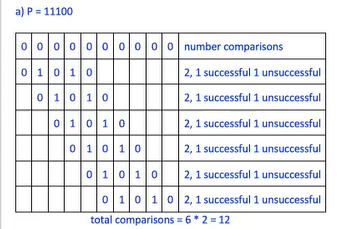 a) P = 11100
0 0 0 0 0 0 0 0 0 0 number comparisons
0 1 0 1 0 2, 1 successful 1 unsuccessful
0 1 0 1 0 2, 1 successful 1 unsuccessful
0 1 0 1 0 2, 1 successful 1 unsuccessful
0 1 0 1 0 2, 1 successful 1 unsuccessful
0 1 0 1 0 2, 1 successful 1 unsuccessful
0 1 0 1 0 2, 1 successful 1 unsuccessful
total comparisons = 6 * 2 = 12